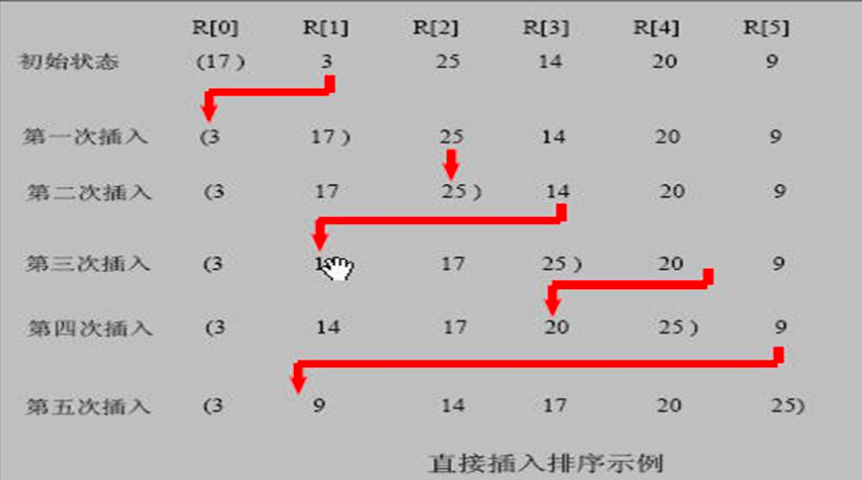 R[0] R[1] R[2] R[3] R[4] R[5]
初始状态 (17) 3 25 14 20 9
第一次插入 (3 17) 25 14 20 9
第二次插入 (3 17 25) 14 20 9
第三次插入 (3 17 25) 20 9
第四次插入 (3 14 17 20 25) 9
第五次插入 (3 9 14 17 20 25)
直接插入排序示例